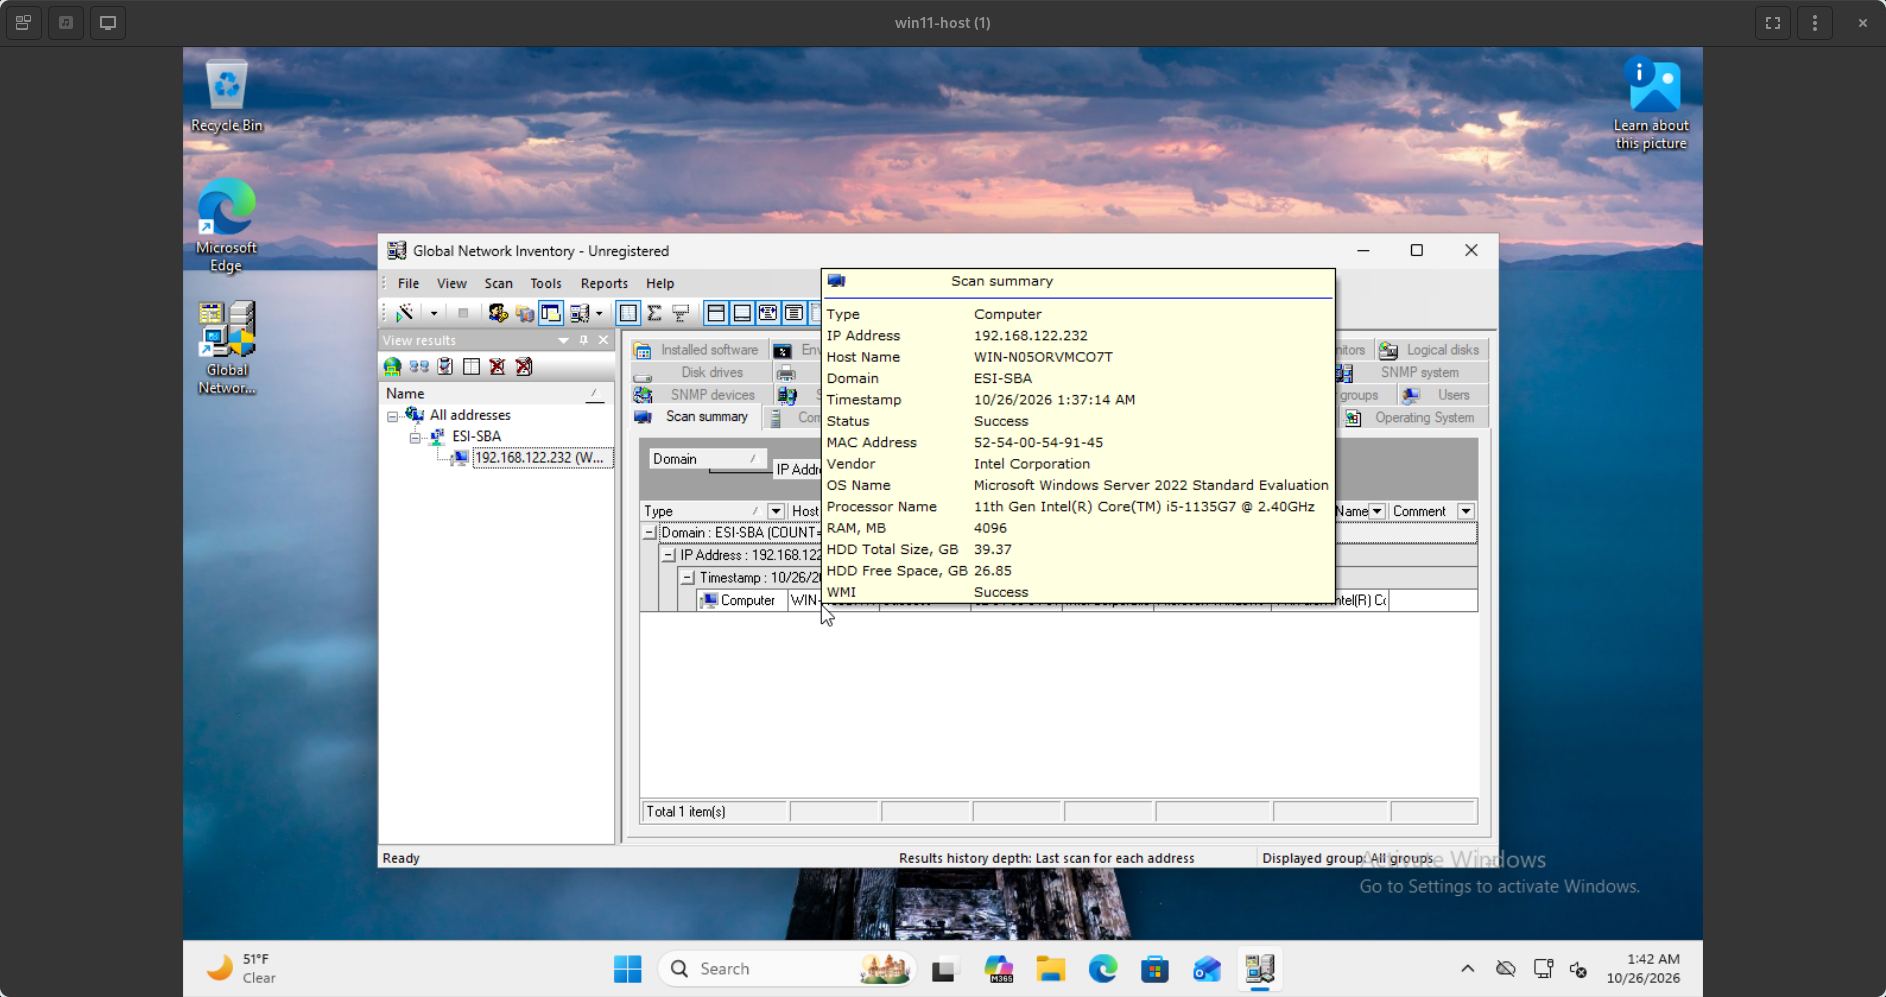 win11-host (1)
Recycle Bin
Learn about
this picture
Microsoft
Edge
Global
Networ...
Global Network Inventory - Unregistered
File View Scan Tools Reports Help
View results
Name
All addresses
ESI-SBA
192.168.122.232 (W...
Installed software
Disk drives
SNMP devices
Scan summary
Logical disks
SNMP system
groups
Users
Operating System
Domain
IP Addre
Type
Host
Name
Comment
Domain : ESI-SBA (COUNT=
IP Address : 192.168.122
Timestamp : 10/26/20
Computer
WIN-
ntel(R) Co
Total 1 item(s)
Scan summary
Type Computer
IP Address 192.168.122.232
Host Name WIN-N05ORVMCO7T
Domain ESI-SBA
Timestamp 10/26/2026 1:37:14 AM
Status Success
MAC Address 52-54-00-54-91-45
Vendor Intel Corporation
OS Name Microsoft Windows Server 2022 Standard Evaluation
Processor Name 11th Gen Intel(R) Core(TM) i5-1135G7 @ 2.40GHz
RAM, MB 4096
HDD Total Size, GB 39.37
HDD Free Space, GB 26.85
WMI Success
Ready
Results history depth: Last scan for each address
Displayed group: All groups
Activate Windows
Go to Settings to activate Windows.
51°F
Clear
Search
M365
1:42 AM
10/26/2026